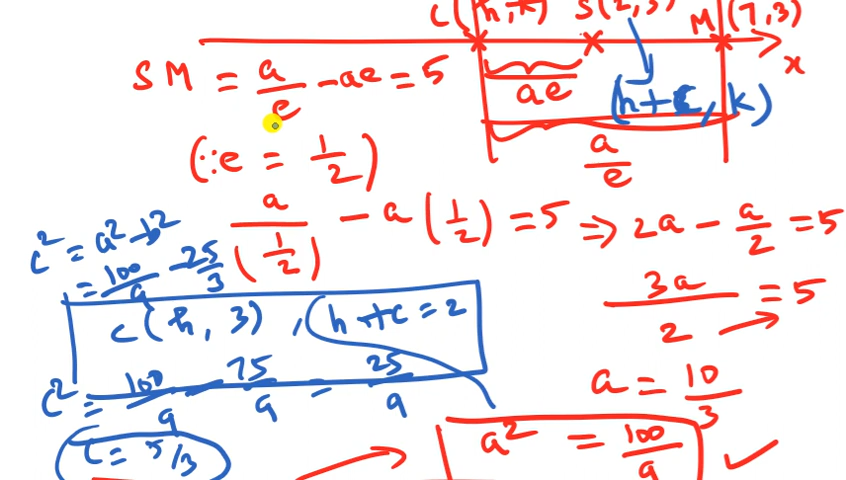 C(h, k) S(2, 3) M (7, 3)
x
SM = a/e - ae = 5
ae
(h+c, k)
a/e
(∵ e = 1/2)
a/(1/2) - a(1/2) = 5 ⇒ 2a - a/2 = 5
c² = a² - b²
= 100/9 - 25/3
3a/2 = 5
C(h, 3), (h+c = 2
c² = 100/9 - 75/9 = 25/9
a = 10/3
c = 5/3
a² = 100/9